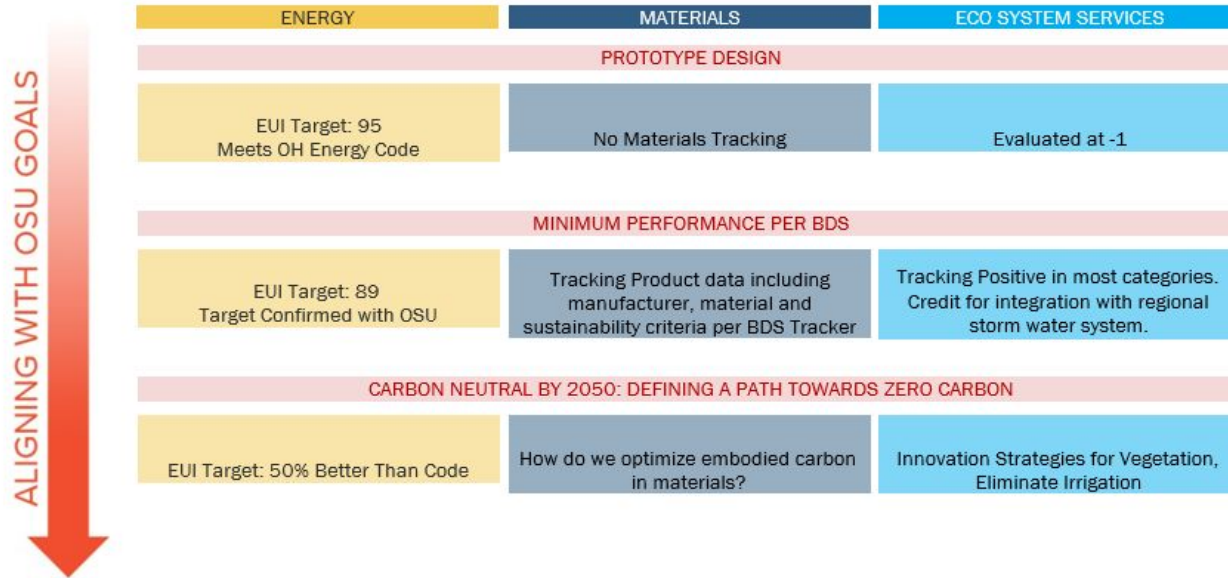 ALIGNING WITH OSU GOALS
ENERGY
MATERIALS
ECO SYSTEM SERVICES
PROTOTYPE DESIGN
EUI Target: 95
Meets OH Energy Code
No Materials Tracking
Evaluated at -1
MINIMUM PERFORMANCE PER BDS
EUI Target: 89
Target Confirmed with OSU
Tracking Product data including
manufacturer, material and
sustainability criteria per BDS Tracker
Tracking Positive in most categories.
Credit for integration with regional
storm water system.
CARBON NEUTRAL BY 2050: DEFINING A PATH TOWARDS ZERO CARBON
EUI Target: 50% Better Than Code
How do we optimize embodied carbon
in materials?
Innovation Strategies for Vegetation,
Eliminate Irrigation